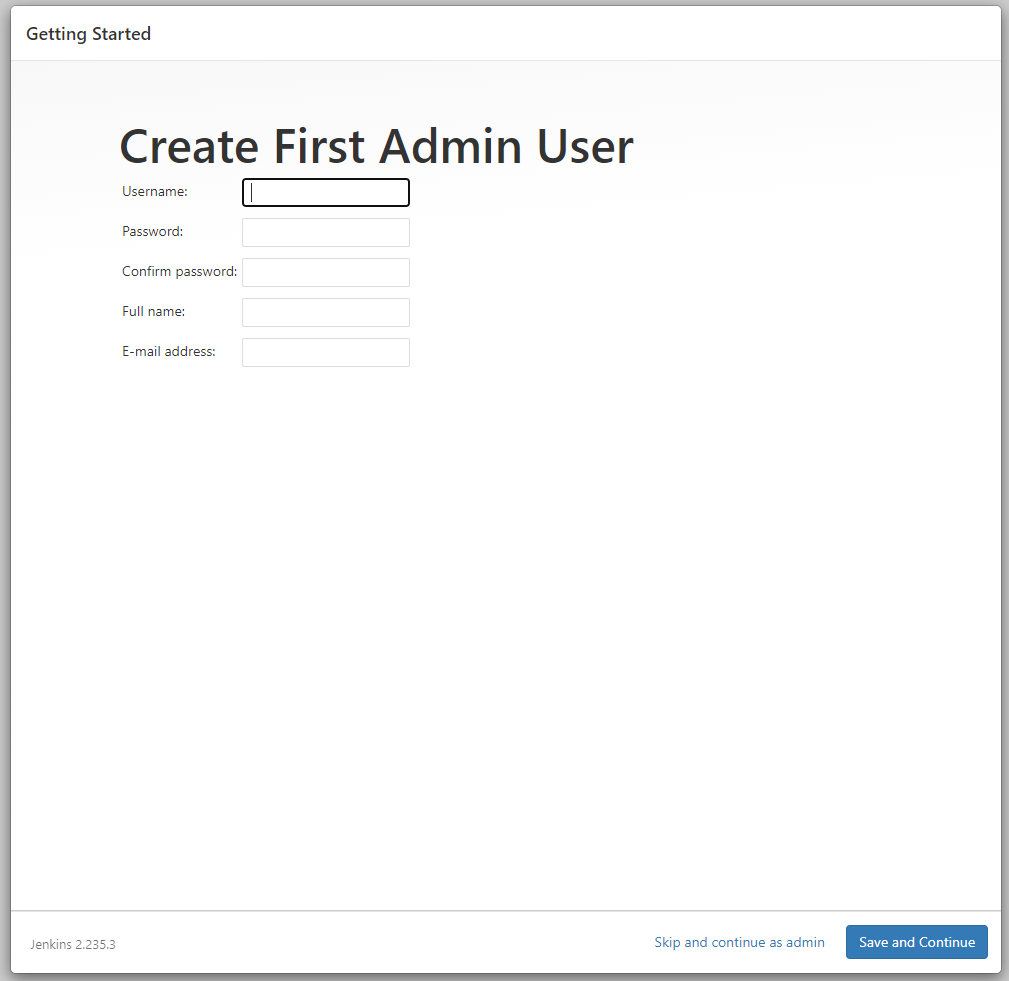 Getting Started
Create First Admin User
Username:
Password:
Confirm password:
Full name:
E-mail address:
Jenkins 2.235.3
Skip and continue as admin
Save and Continue